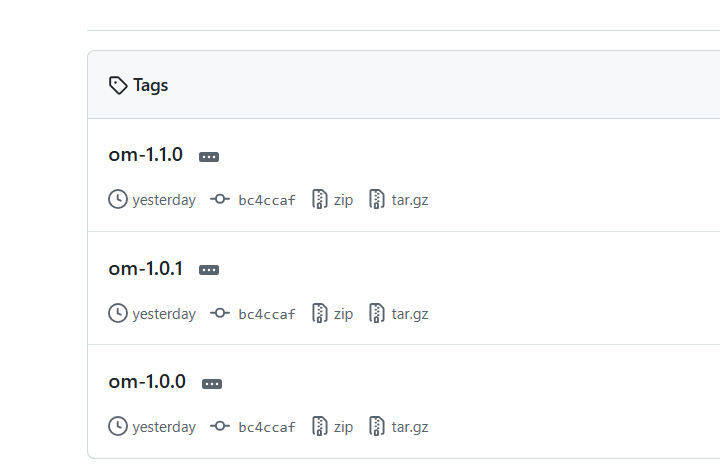 Tags
om-1.1.0
yesterday bc4ccaf zip tar.gz
om-1.0.1
yesterday bc4ccaf zip tar.gz
om-1.0.0
yesterday bc4ccaf zip tar.gz